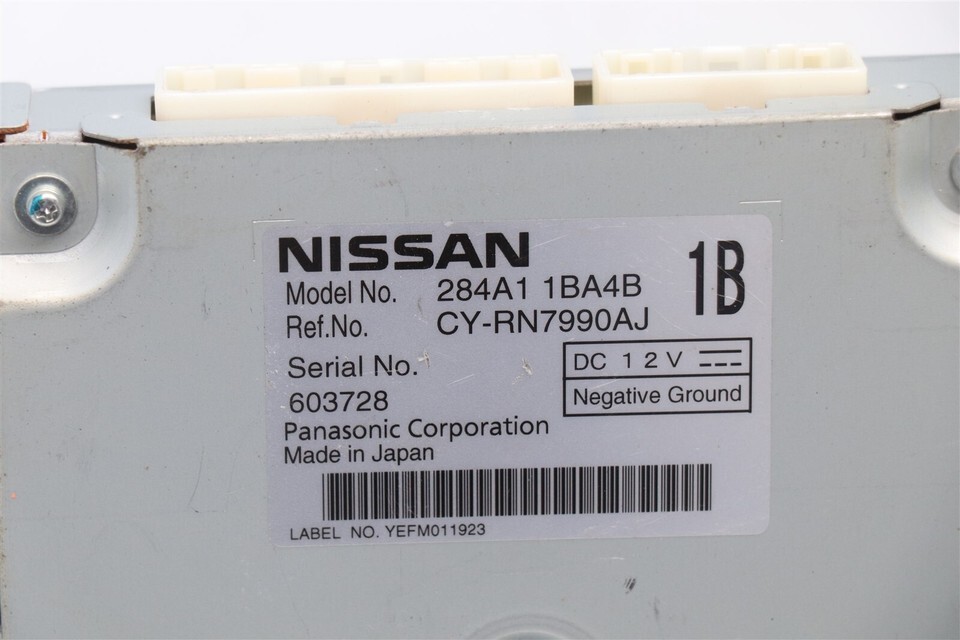 NISSAN
1B
Model No. 284A1 1BA4B
Ref.No. CY-RN7990AJ
Serial No.
603728
DC 12V
Negative Ground
Panasonic Corporation
Made in Japan
LABEL NO. YEFM011923